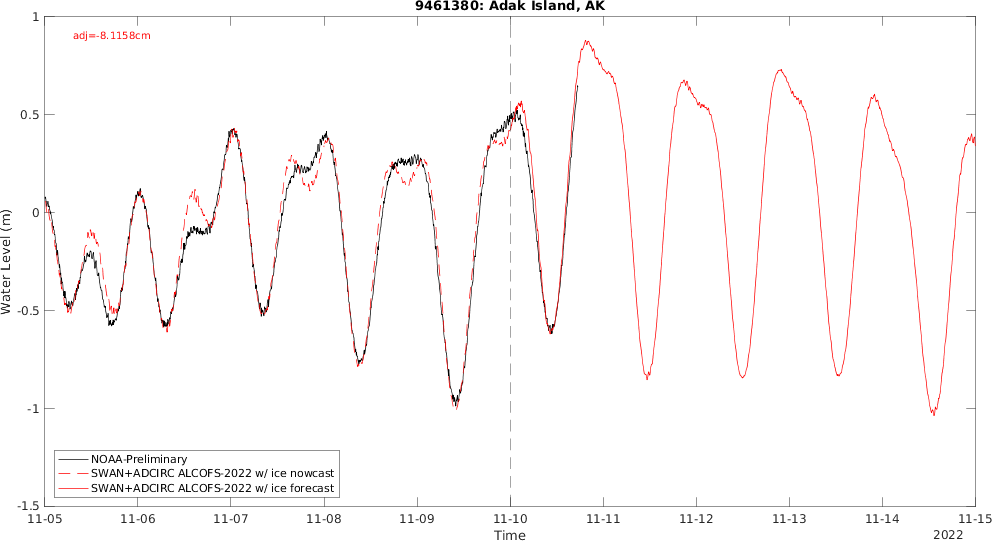 9461380: Adak Island, AK
adj=-8.1158cm
1
0.5
0
-0.5
-1
-1.5
Water Level (m)
NOAA-Preliminary
SWAN+ADCIRC ALCOFS-2022 w/ ice nowcast
SWAN+ADCIRC ALCOFS-2022 w/ ice forecast
11-05 11-06 11-07 11-08 11-09 11-10 11-11 11-12 11-13 11-14 11-15
Time
2022